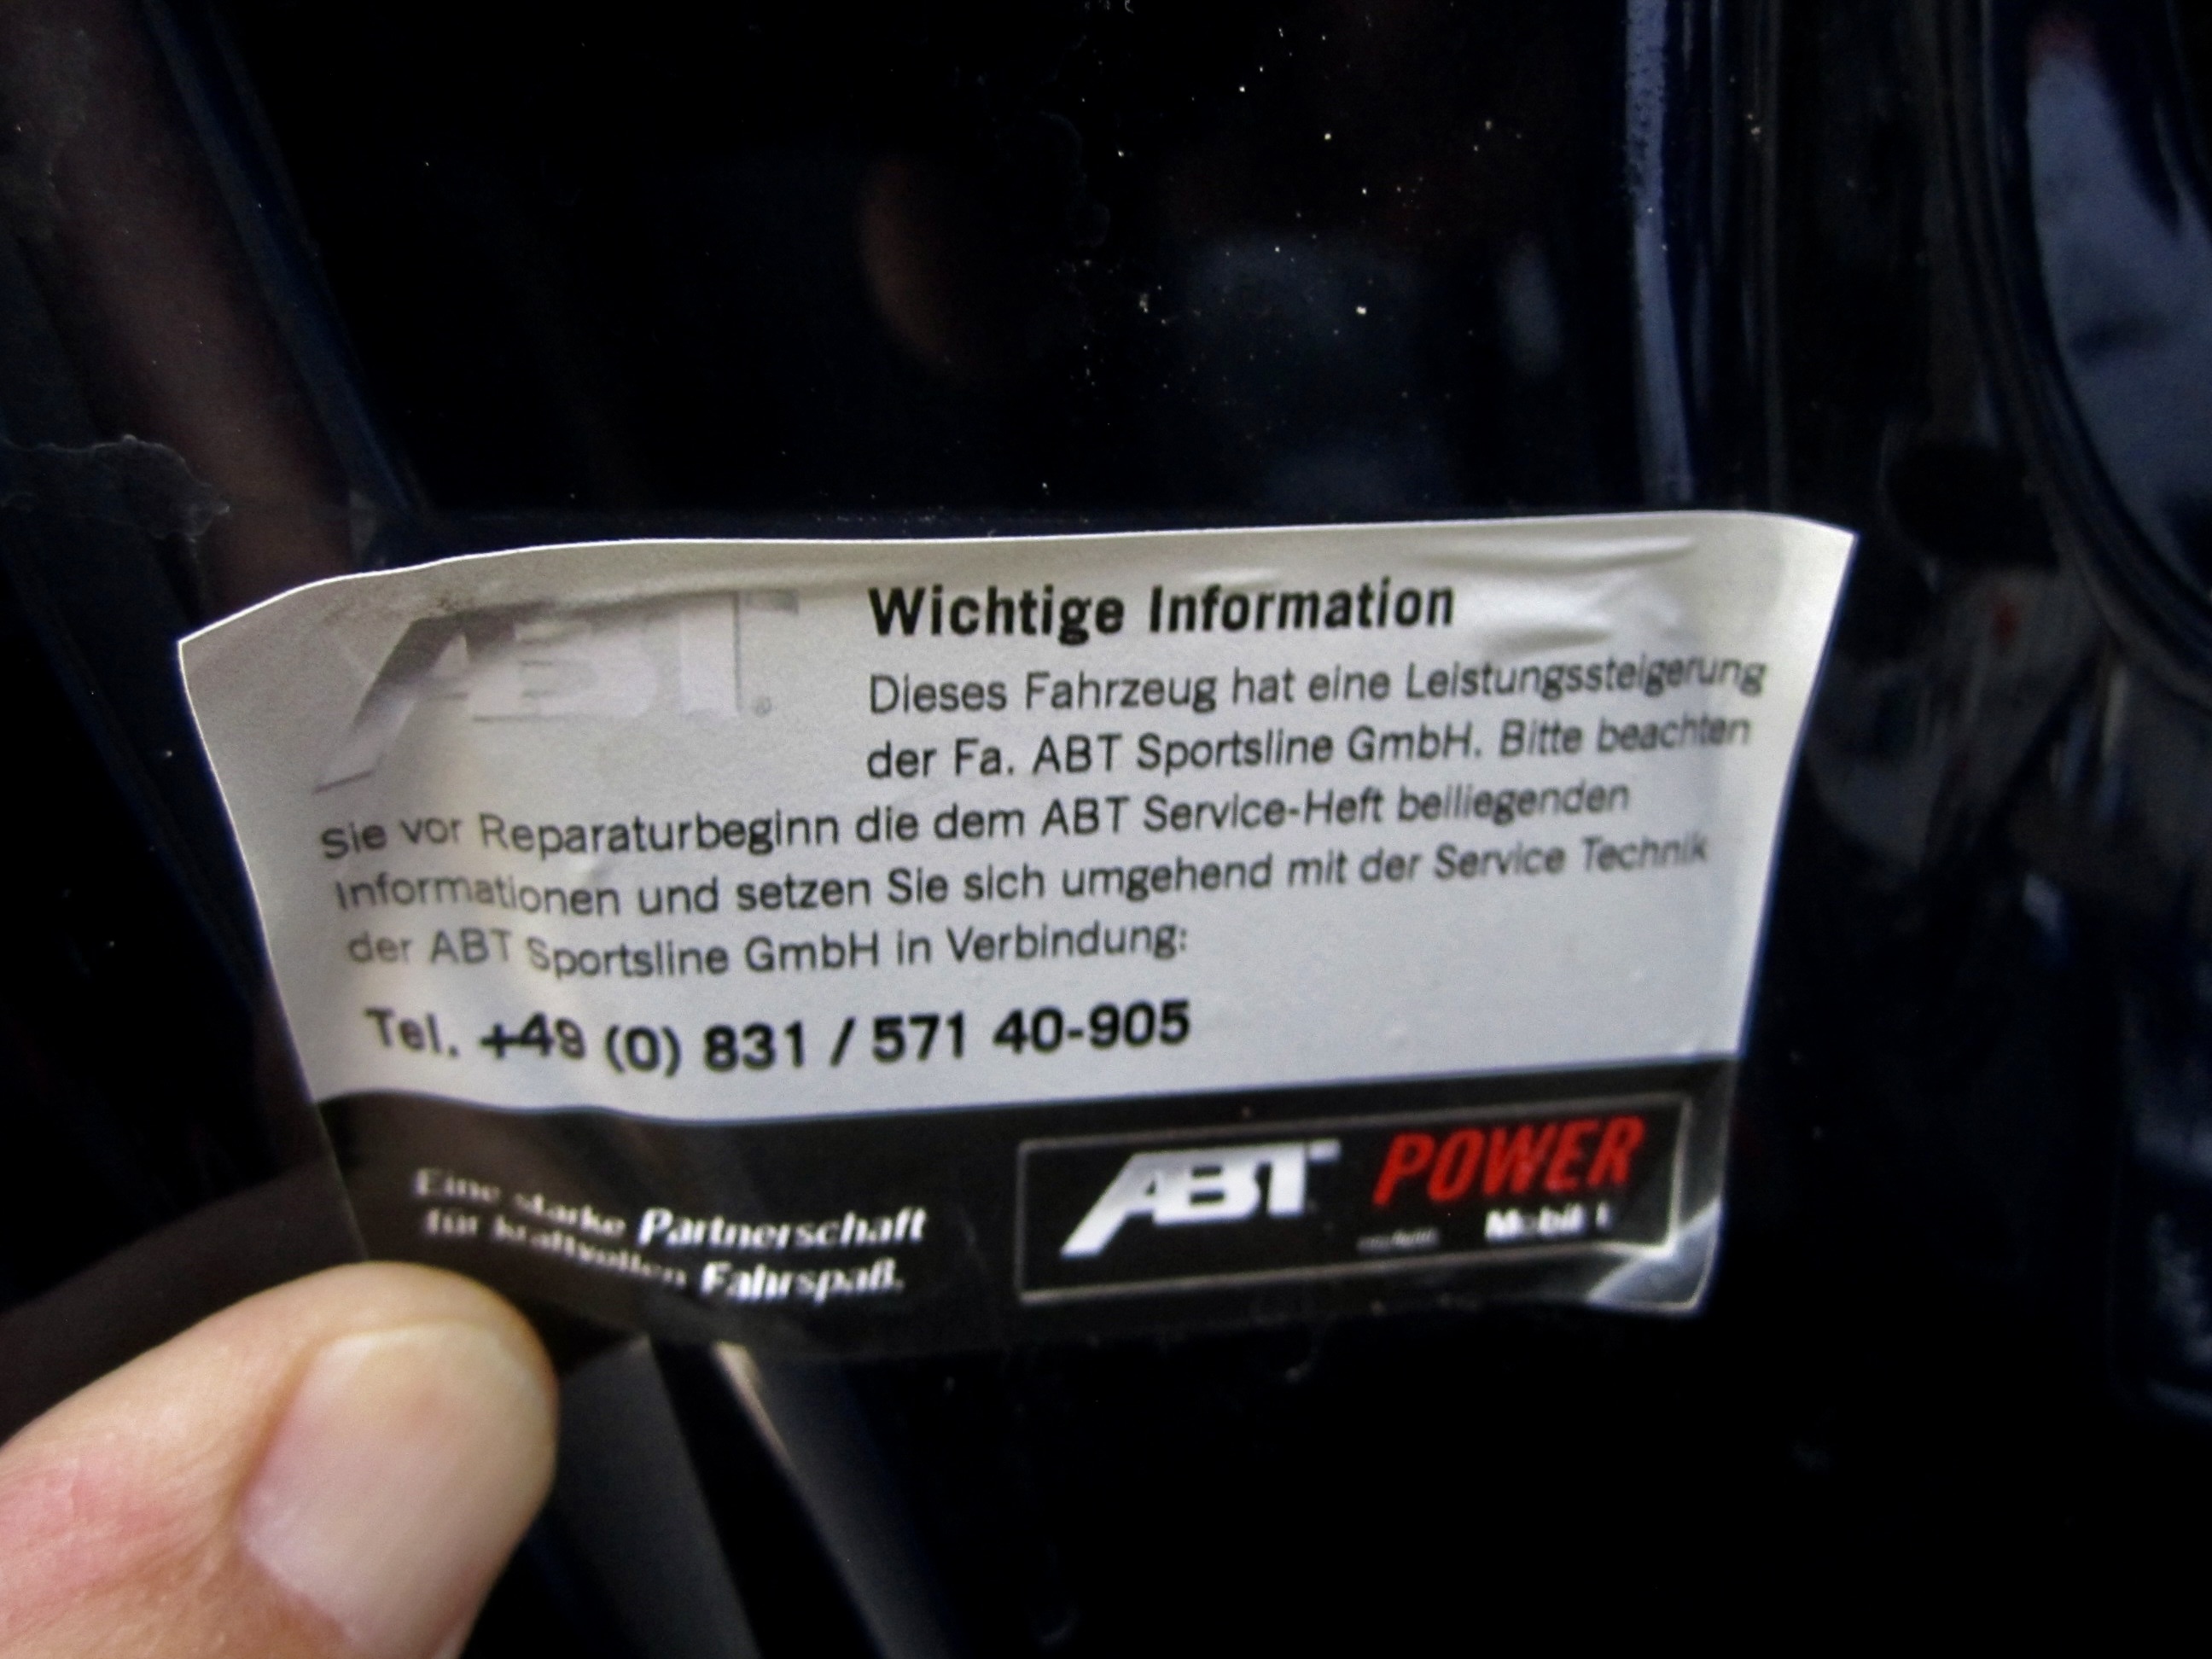 ABT®
Wichtige Information
Dieses Fahrzeug hat eine Leistungssteigerung
der Fa. ABT Sportsline GmbH. Bitte beachten
Sie vor Reparaturbeginn die dem ABT Service-Heft beiliegenden
Informationen und setzen Sie sich umgehend mit der Service Technik
der ABT Sportsline GmbH in Verbindung:
Tel. +49 (0) 831 / 571 40-905
Eine starke Partnerschaft
für kraftvollen Fahrspaß.
ABT POWER
Mobil 1